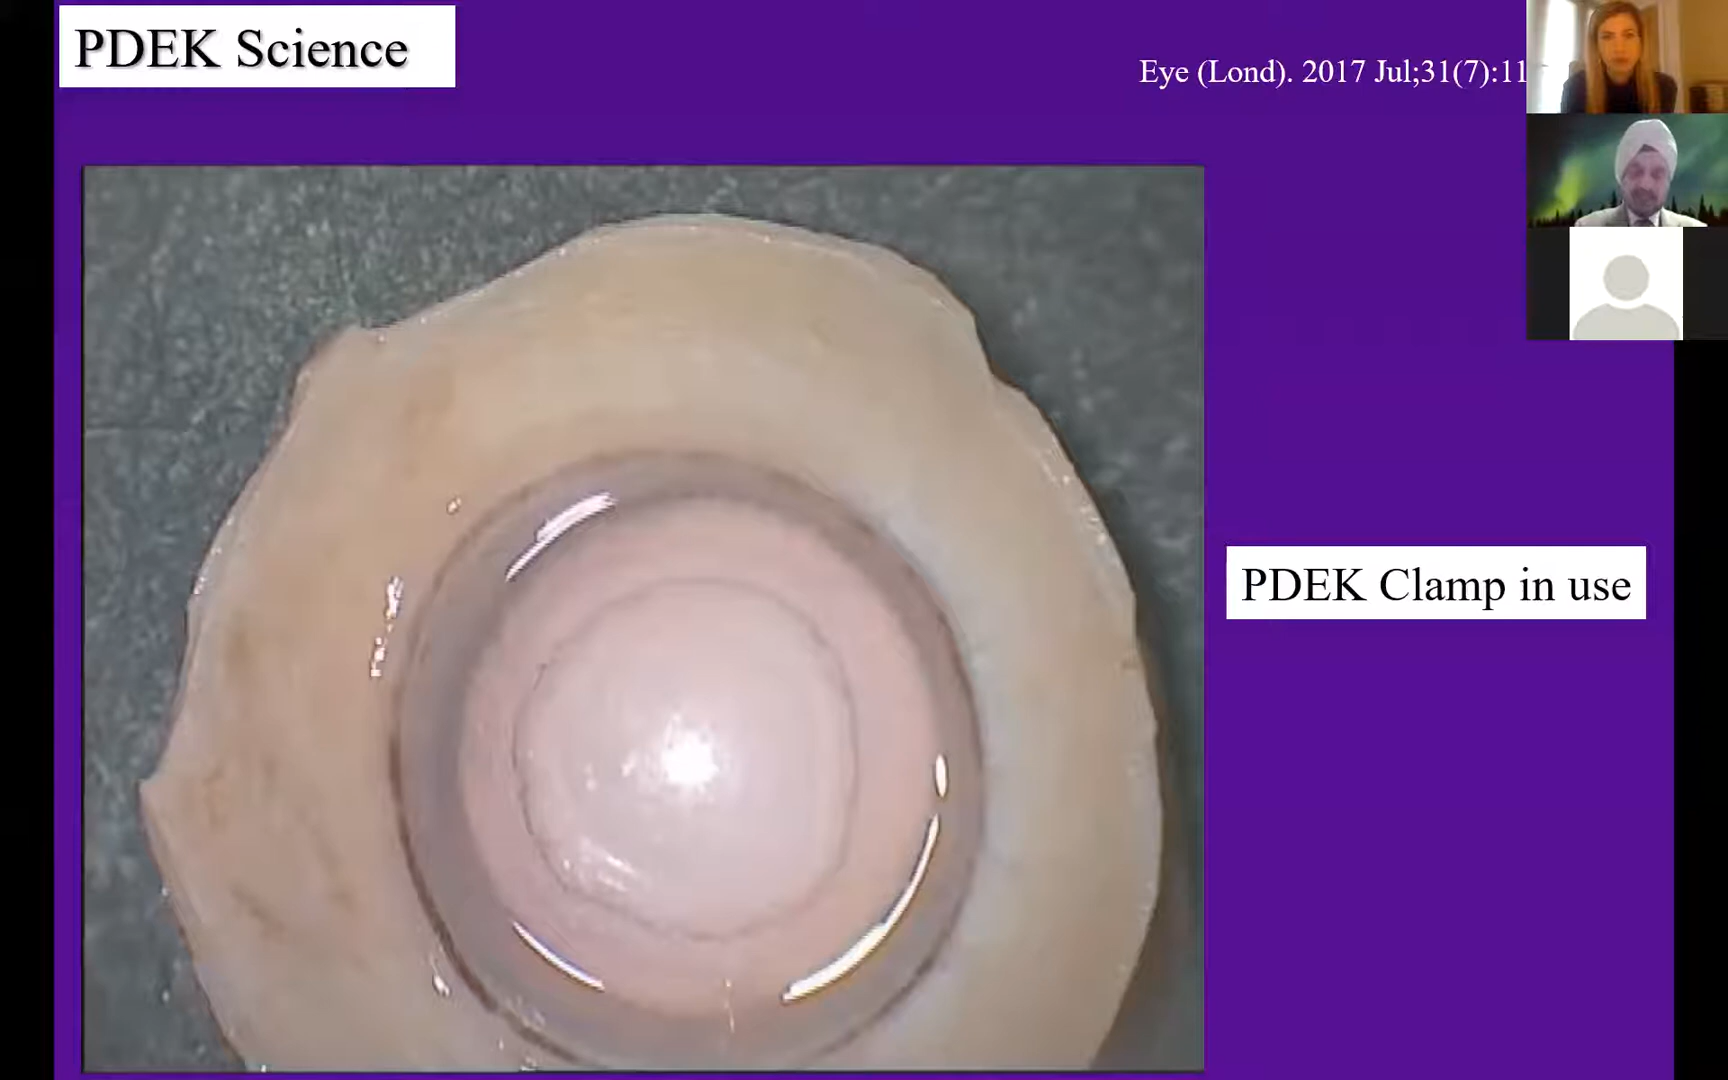 PDEK Science
Eye (Lond). 2017 Jul;31(7):11
PDEK Clamp in use